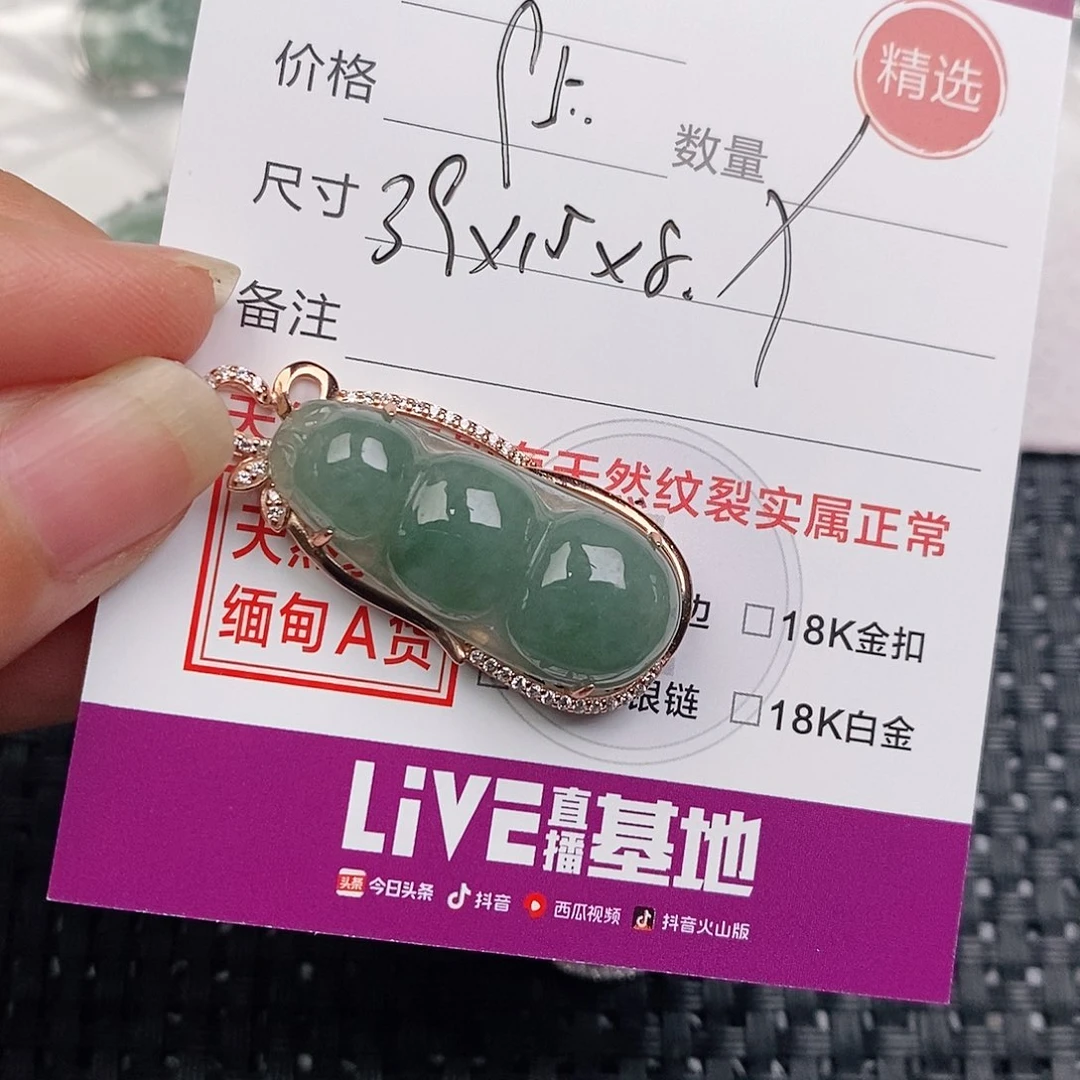 精选
价格
数量
尺寸 39x15x8.
备注
天然纹裂实属正常
缅甸A货
18K金扣
银链
18K白金
LiVE直播基地
头条 今日头条 抖音 西瓜视频 抖音火山版